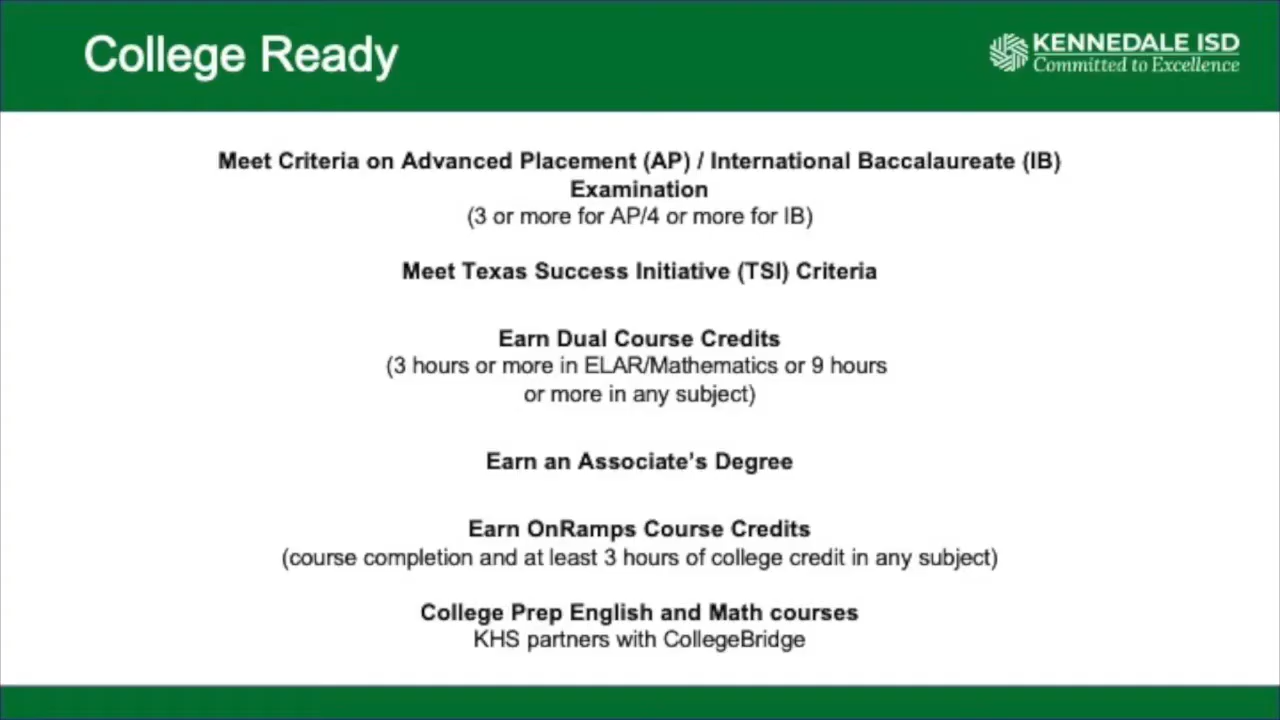 College Ready
KENNEDALE ISD
Committed to Excellence
Meet Criteria on Advanced Placement (AP) / International Baccalaureate (IB)
Examination
(3 or more for AP/4 or more for IB)
Meet Texas Success Initiative (TSI) Criteria
Earn Dual Course Credits
(3 hours or more in ELAR/Mathematics or 9 hours
or more in any subject)
Earn an Associate’s Degree
Earn OnRamps Course Credits
(course completion and at least 3 hours of college credit in any subject)
College Prep English and Math courses
KHS partners with CollegeBridge